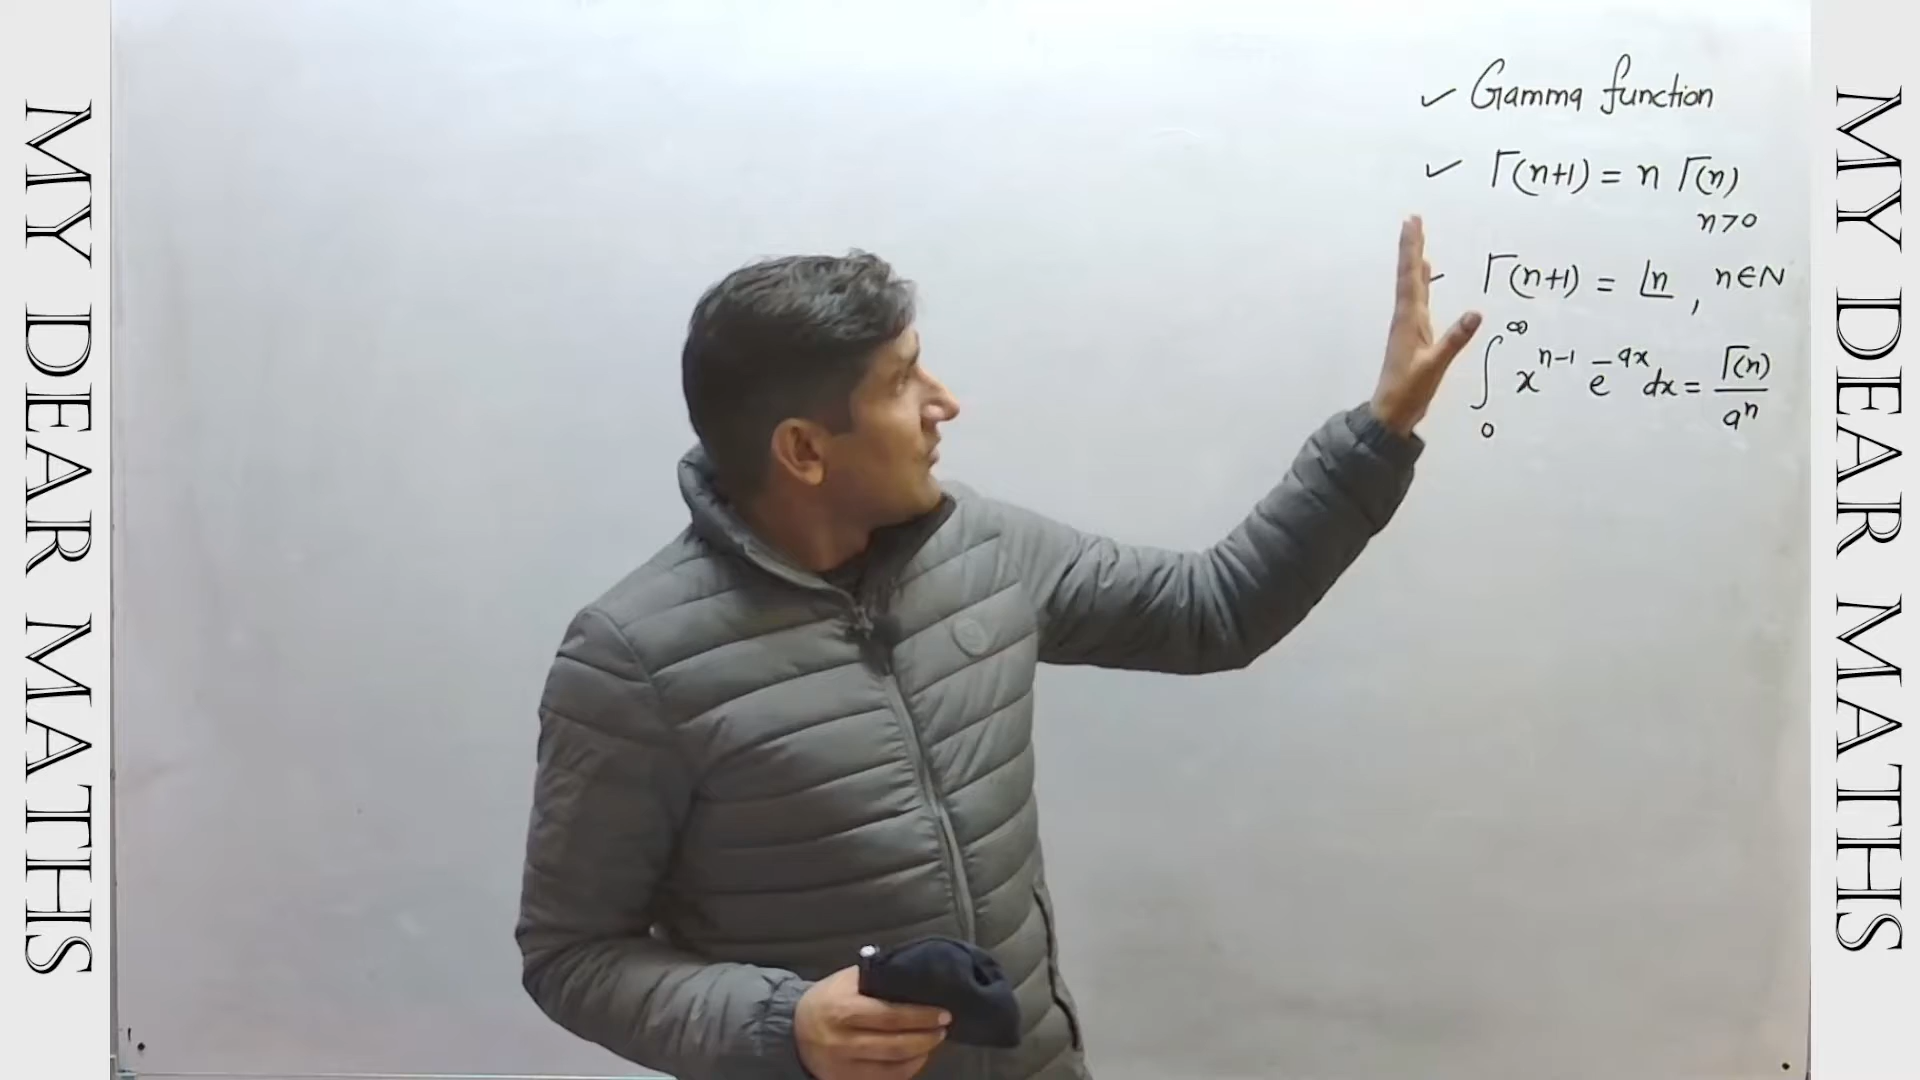 MY DEAR MATHS
✓ Gamma function
✓ Γ(n+1) = n Γ(n)
n>0
Γ(n+1) = ⌊n , n∈N
∫₀^∞ x^{n-1} e^{-ax} dx = Γ(n)/a^n
MY DEAR MATHS